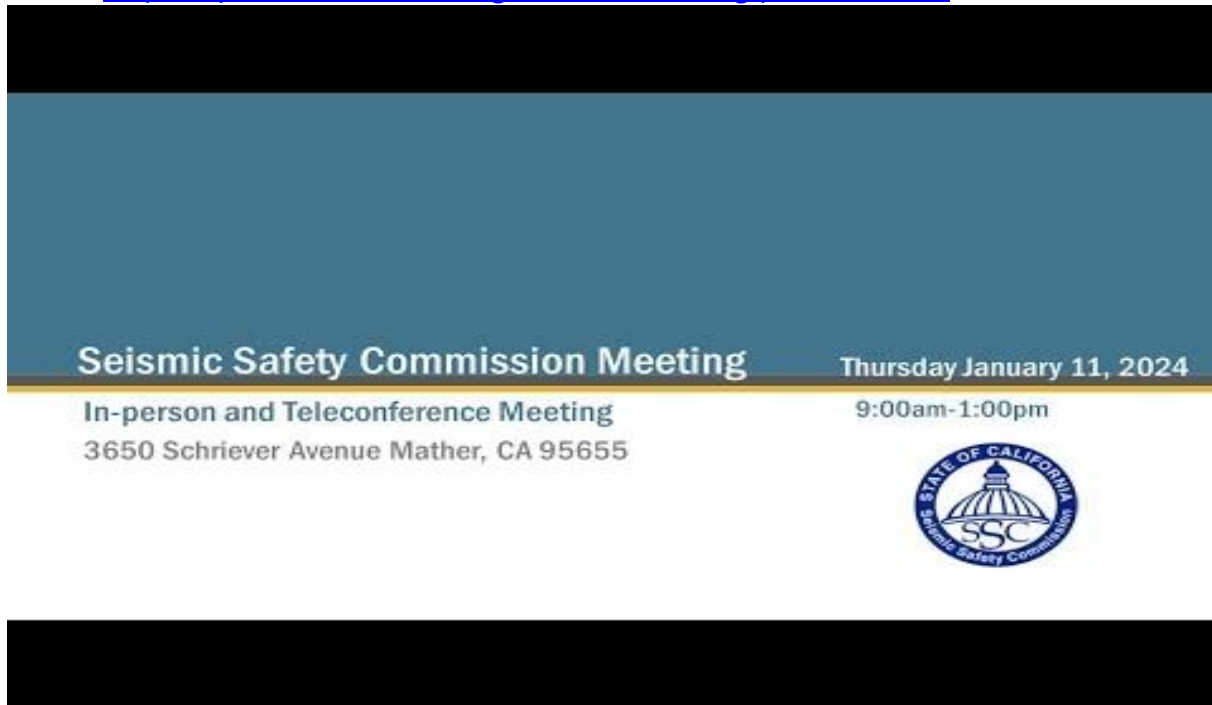 Seismic Safety Commission Meeting
Thursday January 11, 2024
In-person and Teleconference Meeting
9:00am-1:00pm
3650 Schriever Avenue Mather, CA 95655
STATE OF CALIFORNIA
SSC
Seismic Safety Commission